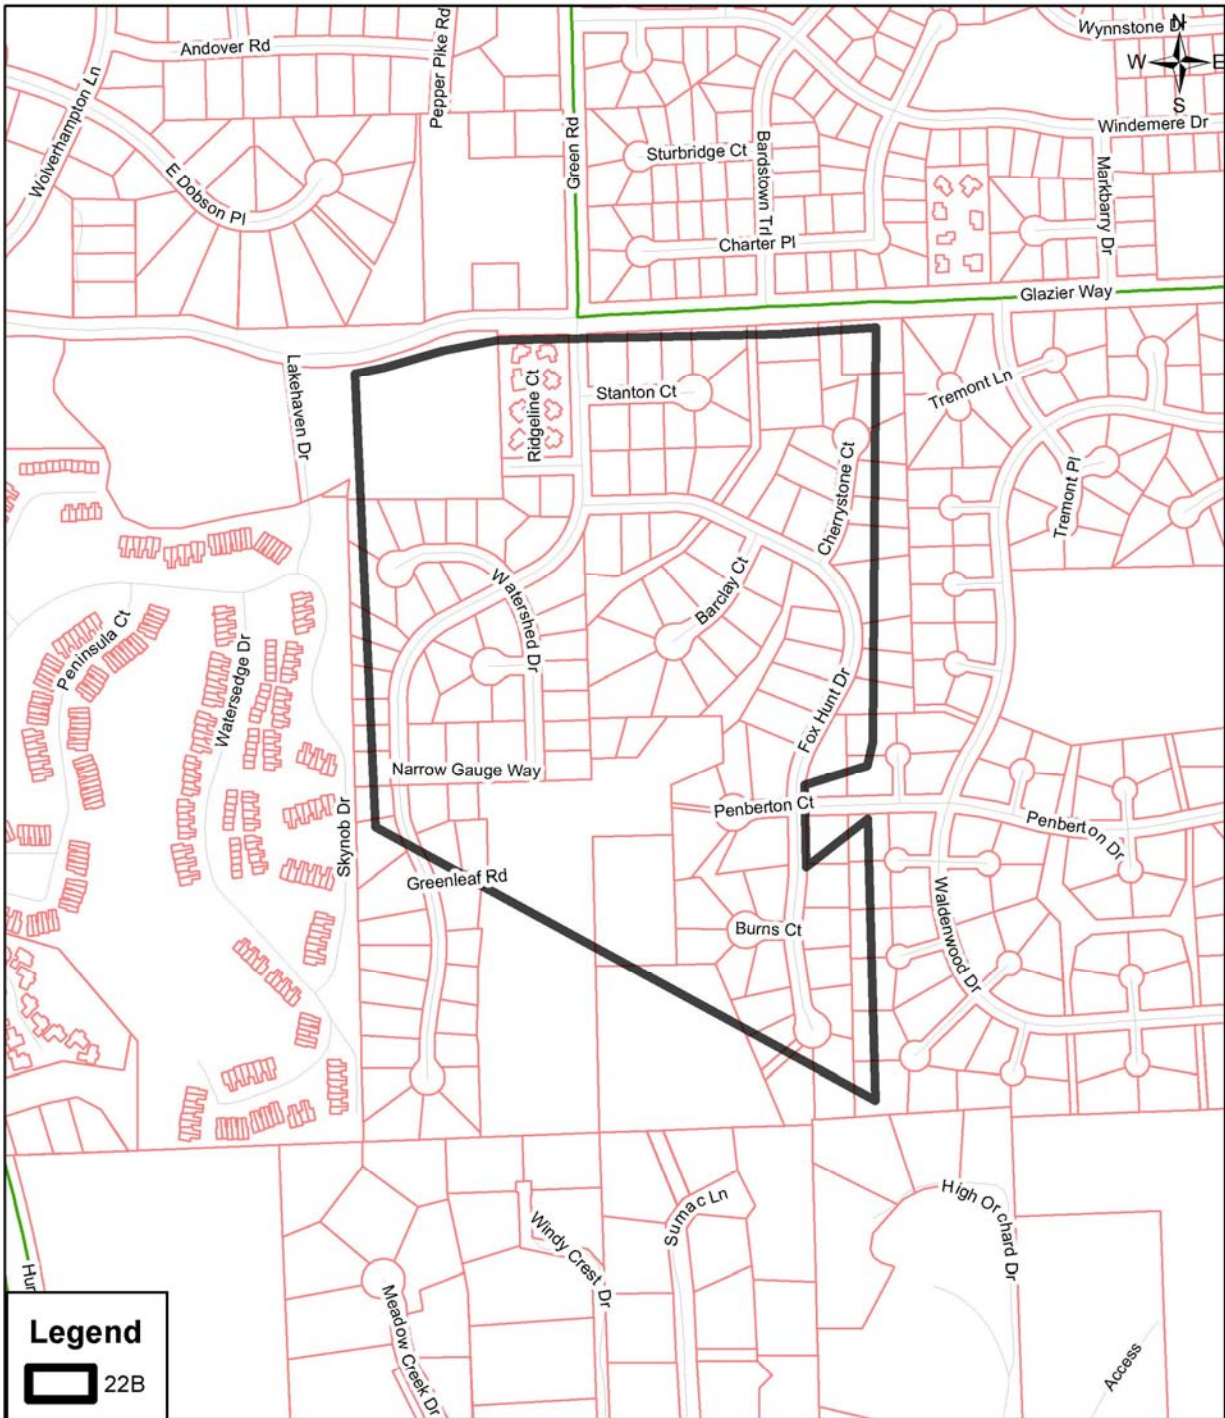 Andover Rd
Pepper Pike Rd
Wynnstone D
N
W
E
S
Wolverhampton Ln
Green Rd
Windemere Dr
Sturbridge Ct
Bardstown Trl
Markbarry Dr
E Dobson Pl
Charter Pl
Glazier Way
Lakehaven Dr
Ridgeline Ct
Stanton Ct
Tremont Ln
Cherrystone Ct
Tremont Pl
Watershed Dr
Barclay Ct
Peninsula Ct
Watersedge Dr
Fox Hunt Dr
Narrow Gauge Way
Skynob Dr
Penberton Ct
Penberton Dr
Greenleaf Rd
Waldenwood Dr
Burns Ct
High Orchard Dr
Sumac Ln
Windy Crest Dr
Hur
Meadow Creek Dr
Access
Legend
22B